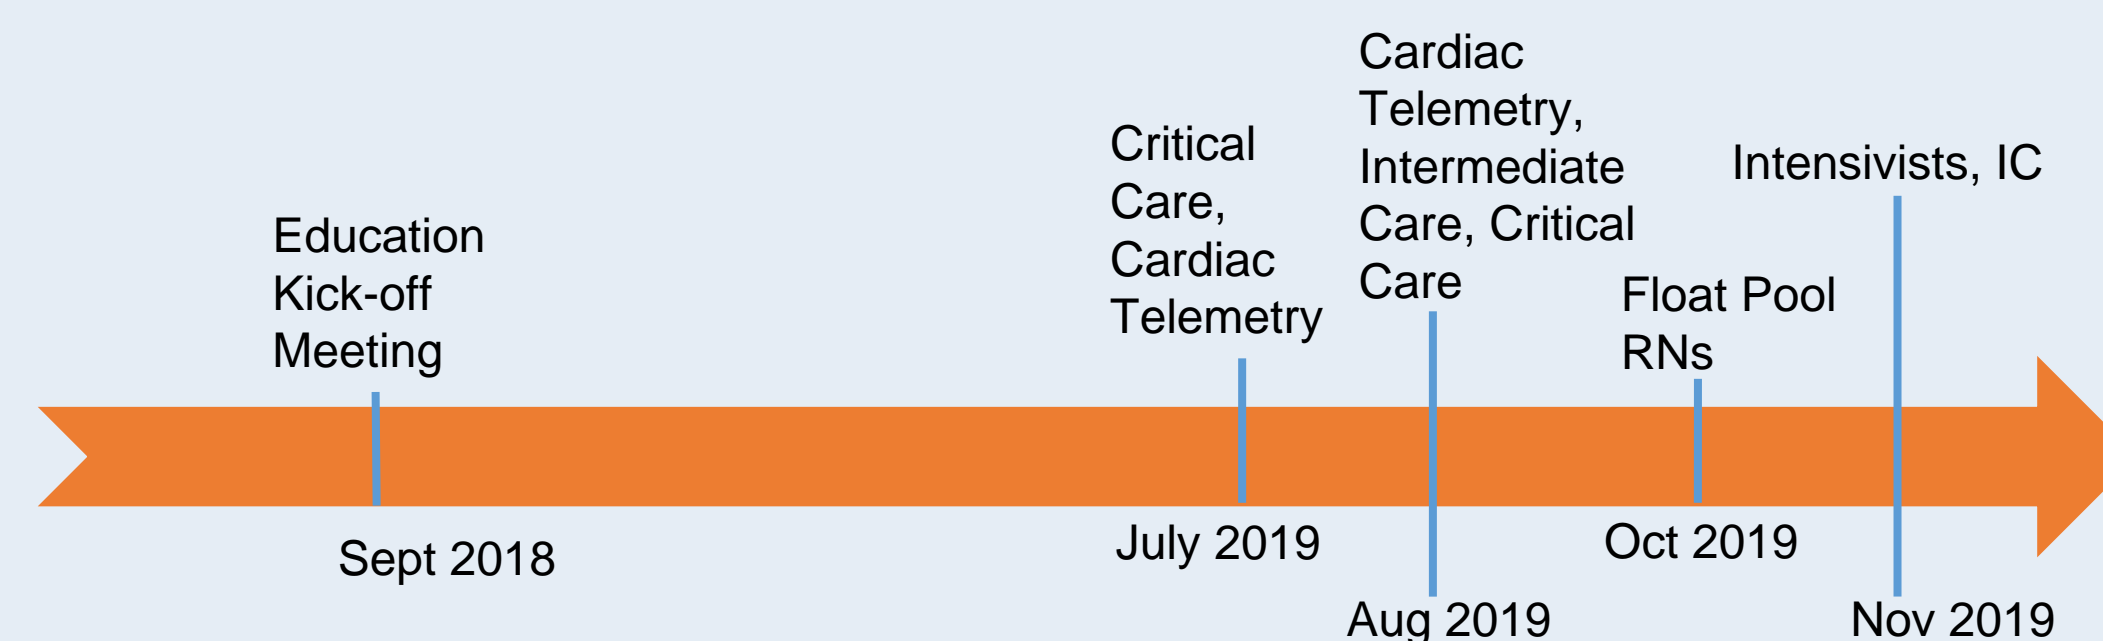 Education
Kick-off
Meeting
Critical
Care,
Cardiac
Telemetry
Cardiac
Telemetry,
Intermediate
Care, Critical
Care
Float Pool
RNs
Intensivists, IC
Sept 2018
July 2019
Aug 2019
Oct 2019
Nov 2019